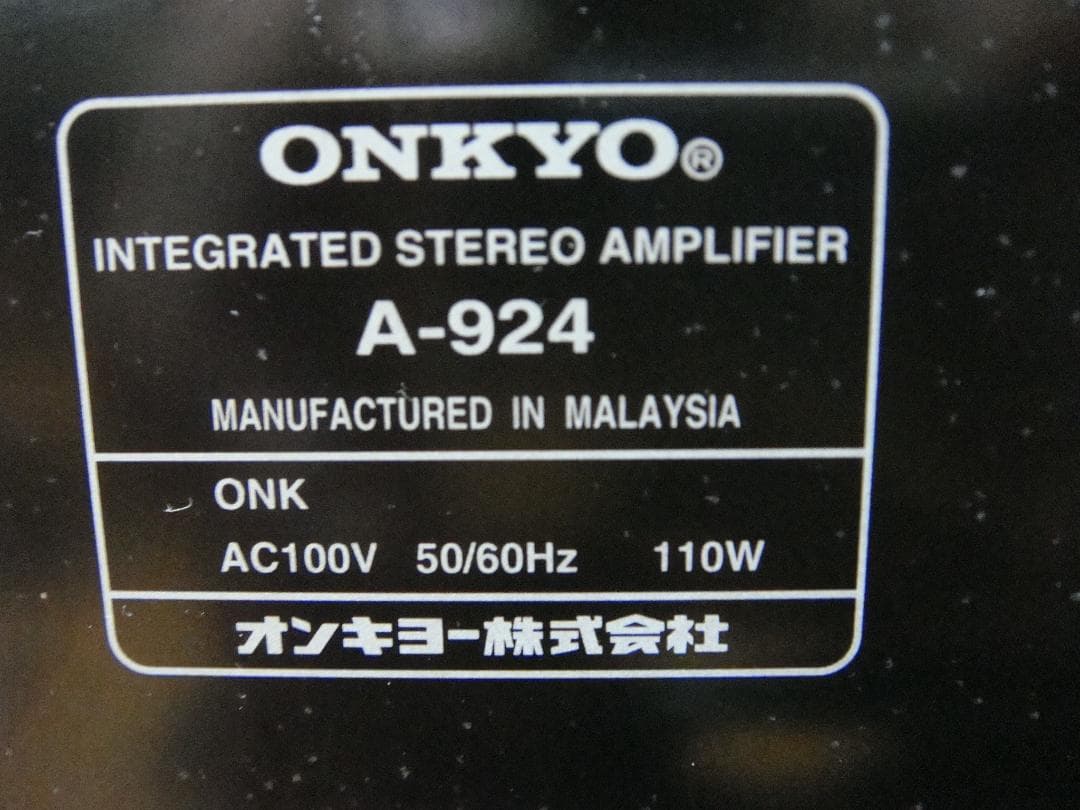 ONKYO®
INTEGRATED STEREO AMPLIFIER
A-924
MANUFACTURED IN MALAYSIA
ONK
AC100V 50/60Hz 110W
オンキヨー株式会社